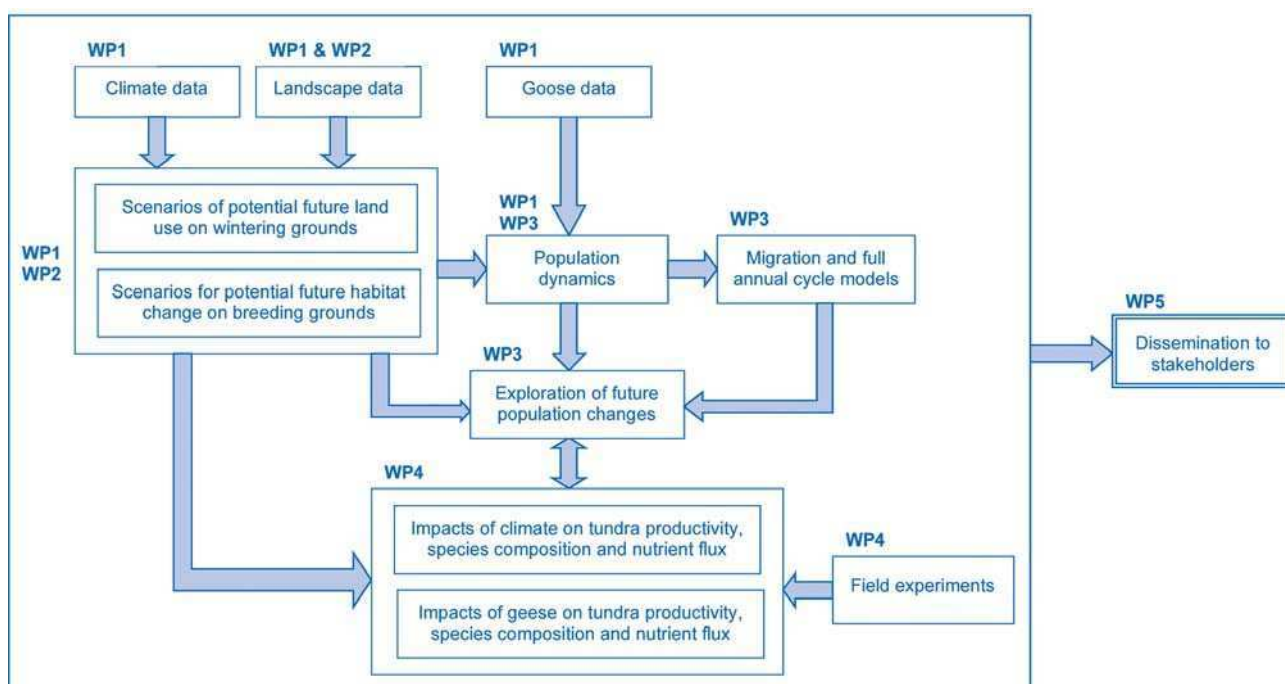 WP1
Climate data
WP1 & WP2
Landscape data
WP1
Goose data
WP1
WP2
Scenarios of potential future land
use on wintering grounds
Scenarios for potential future habitat
change on breeding grounds
WP1
WP3
Population
dynamics
WP3
Migration and full
annual cycle models
WP3
Exploration of future
population changes
WP4
Impacts of climate on tundra productivity,
species composition and nutrient flux
Impacts of geese on tundra productivity,
species composition and nutrient flux
WP4
Field experiments
WP5
Dissemination to
stakeholders